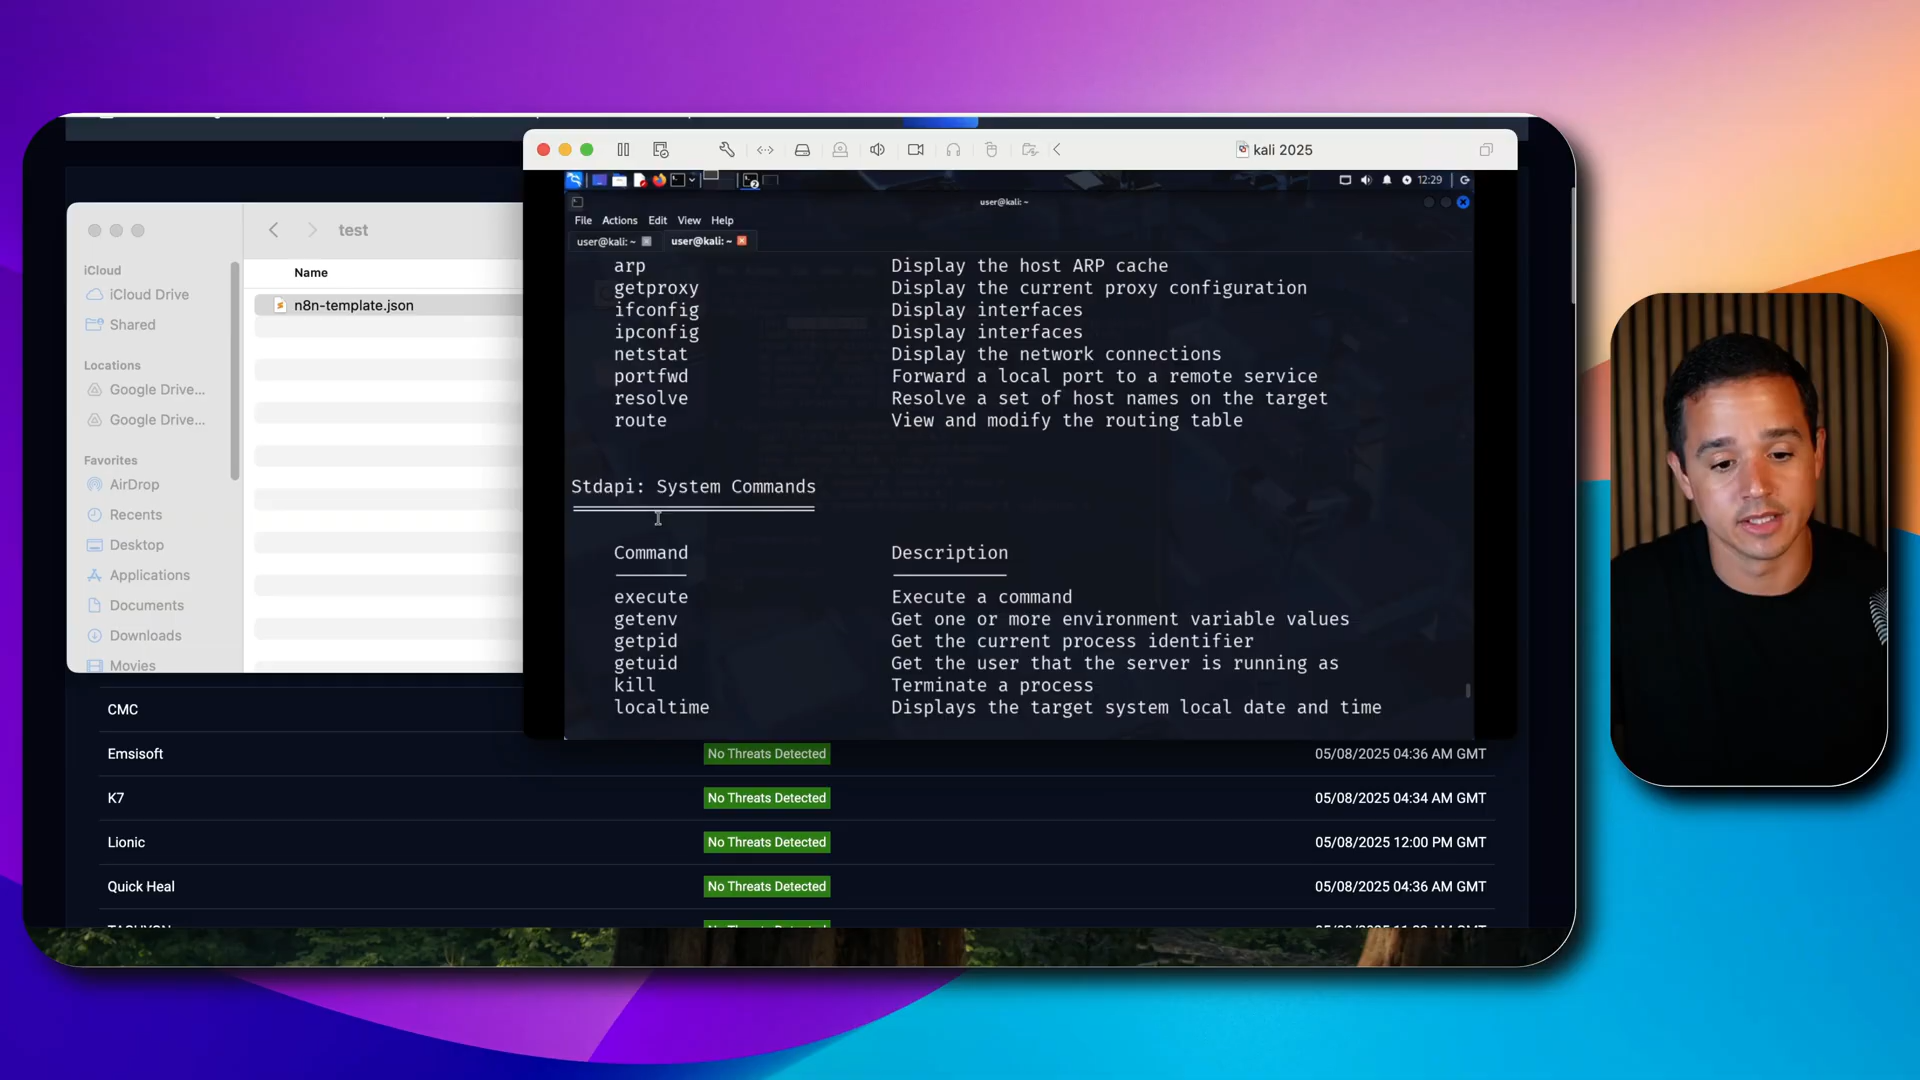 kali 2025
12:29
user@kali: ~
File Actions Edit View Help
user@kali: ~
user@kali: ~
arp Display the host ARP cache
getproxy Display the current proxy configuration
ifconfig Display interfaces
ipconfig Display interfaces
netstat Display the network connections
portfwd Forward a local port to a remote service
resolve Resolve a set of host names on the target
route View and modify the routing table
Stdapi: System Commands
Command Description
execute Execute a command
getenv Get one or more environment variable values
getpid Get the current process identifier
getuid Get the user that the server is running as
kill Terminate a process
localtime Displays the target system local date and time
test
Name
n8n-template.json
iCloud
iCloud Drive
Shared
Locations
Google Drive...
Google Drive...
Favorites
AirDrop
Recents
Desktop
Applications
Documents
Downloads
Movies
CMC
Emsisoft No Threats Detected 05/08/2025 04:36 AM GMT
K7 No Threats Detected 05/08/2025 04:34 AM GMT
Lionic No Threats Detected 05/08/2025 12:00 PM GMT
Quick Heal No Threats Detected 05/08/2025 04:36 AM GMT